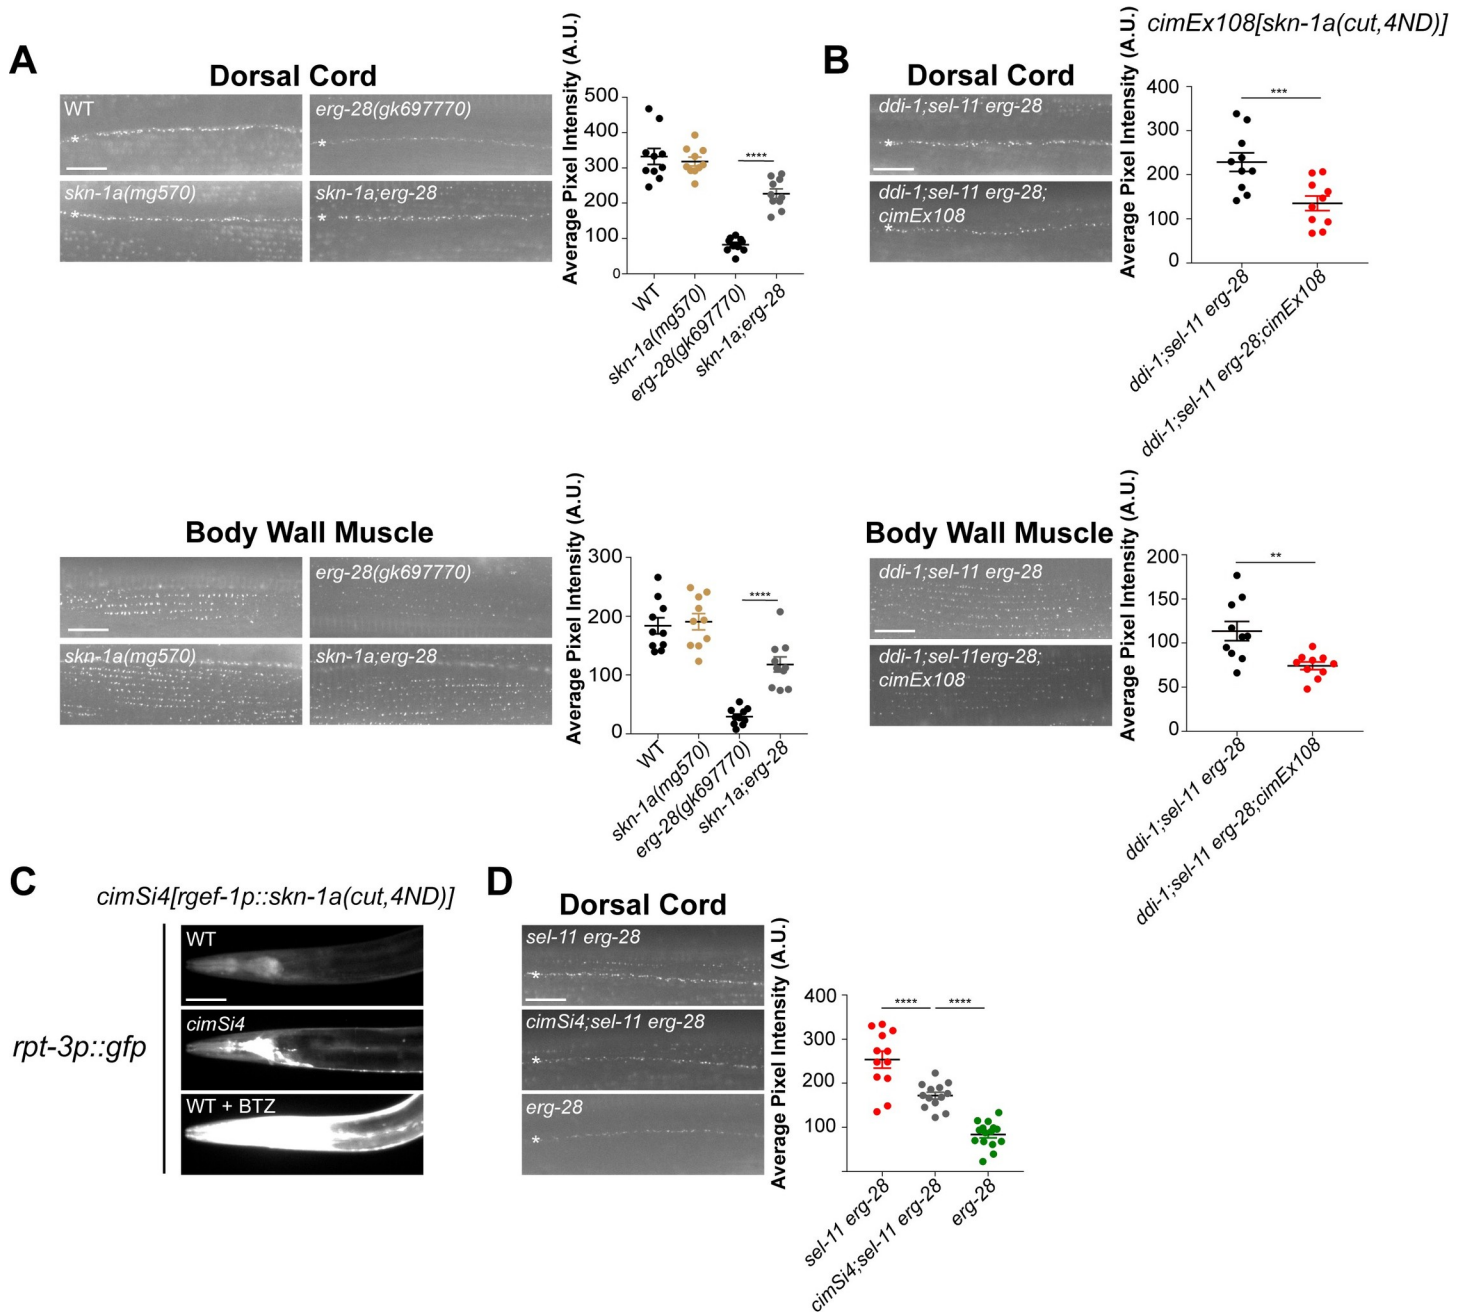 A
Dorsal Cord
WT
*
erg-28(gk697770)
*
skn-1a(mg570)
*
skn-1a;erg-28
*
Average Pixel Intensity (A.U.)
500
400
300
200
100
0
****
WT
skn-1a(mg570)
erg-28(gk697770)
skn-1a;erg-28
Body Wall Muscle
erg-28(gk697770)
skn-1a(mg570)
skn-1a;erg-28
Average Pixel Intensity (A.U.)
300
200
100
0
****
WT
skn-1a(mg570)
erg-28(gk697770)
skn-1a;erg-28
B
cimEx108[skn-1a(cut,4ND)]
Dorsal Cord
ddi-1;sel-11 erg-28
*
ddi-1;sel-11 erg-28;
cimEx108
*
Average Pixel Intensity (A.U.)
400
300
200
100
0
***
ddi-1;sel-11 erg-28
ddi-1;sel-11 erg-28;cimEx108
Body Wall Muscle
ddi-1;sel-11 erg-28
ddi-1;sel-11erg-28;
cimEx108
Average Pixel Intensity (A.U.)
200
150
100
50
0
**
ddi-1;sel-11 erg-28
ddi-1;sel-11 erg-28;cimEx108
C
cimSi4[rgef-1p::skn-1a(cut,4ND)]
rpt-3p::gfp
WT
cimSi4
WT + BTZ
D
Dorsal Cord
sel-11 erg-28
*
cimSi4;sel-11 erg-28
*
erg-28
*
Average Pixel Intensity (A.U.)
400
300
200
100
****
****
sel-11 erg-28
cimSi4;sel-11 erg-28
erg-28